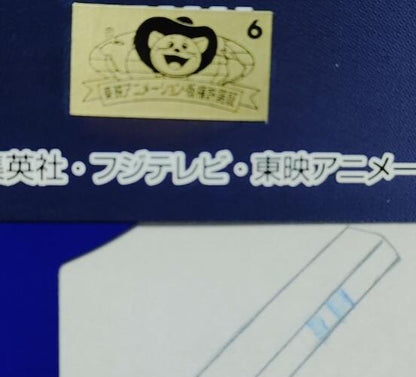 6
東映アニメーション・版権許諾証
集英社・フジテレビ・東映アニメー